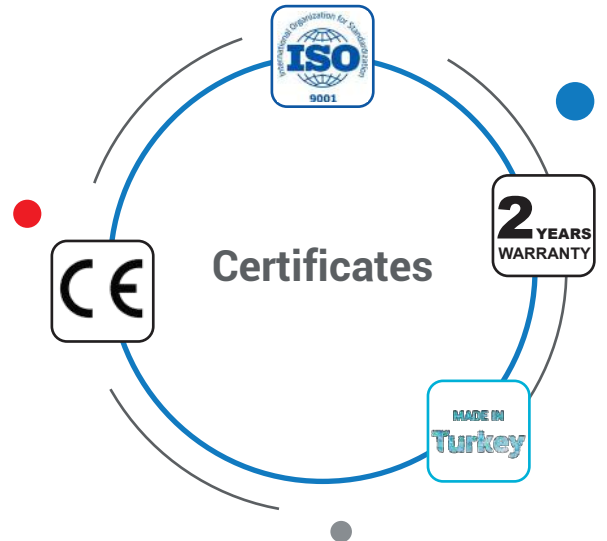 International Organization for Standardization
ISO
9001
2 YEARS
WARRANTY
Certificates
CE
MADE IN
Turkey